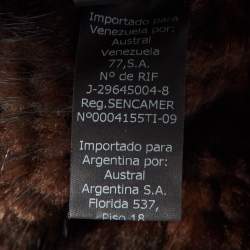 Importado para
Venezuela por:
Austral
Venezuela
77,S.A.
Nº de RIF
J-29645004-8
Reg.SENCAMER
Nº0004155TI-09
Importado para
Argentina por:
Austral
Argentina S.A.
Florida 537,
Piso 18